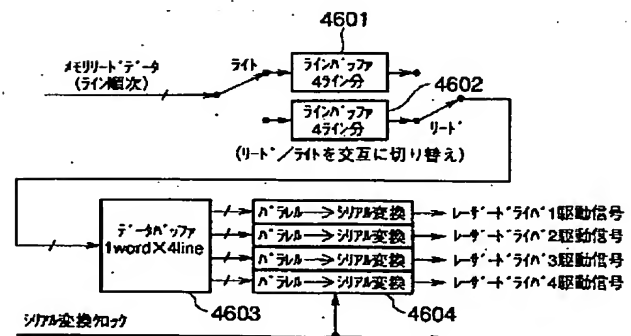 4601
メモリリードデータ
(ライン順次)
ライト
ラインバッファ
4ライン分
4602
ラインバッファ
4ライン分
リード
(リード/ライトを交互に切り替え)
データバッファ
1word×4line
パラレル→シリアル変換
レーザードライバ1駆動信号
パラレル→シリアル変換
レーザードライバ2駆動信号
パラレル→シリアル変換
レーザードライバ3駆動信号
パラレル→シリアル変換
レーザードライバ4駆動信号
4603
4604
シリアル変換クロック